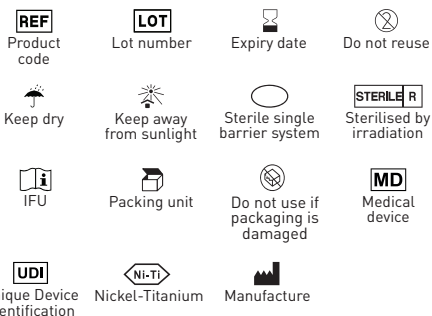 REF
LOT
Product
code
Lot number
Expiry date
Do not reuse
Keep dry
Keep away
from sunlight
Sterile single
barrier system
STERILE R
Sterilised by
irradiation
i
IFU
Packing unit
Do not use if
packaging is
damaged
MD
Medical
device
UDI
ique Device
entification
Ni-Ti
Nickel-Titanium
Manufacture